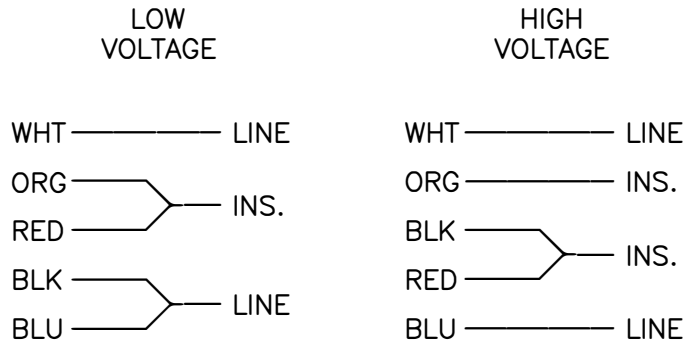 LOW
VOLTAGE
WHT LINE
ORG
INS.
RED
BLK
LINE
BLU
HIGH
VOLTAGE
WHT LINE
ORG INS.
BLK
INS.
RED
BLU LINE